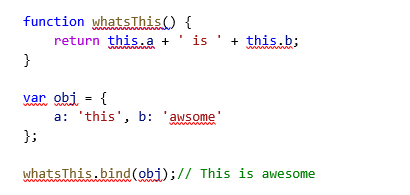 function whatsThis() {
    return this.a + ' is ' + this.b;
}
var obj = {
    a: 'this', b: 'awsome'
};
whatsThis.bind(obj);// This is awesome